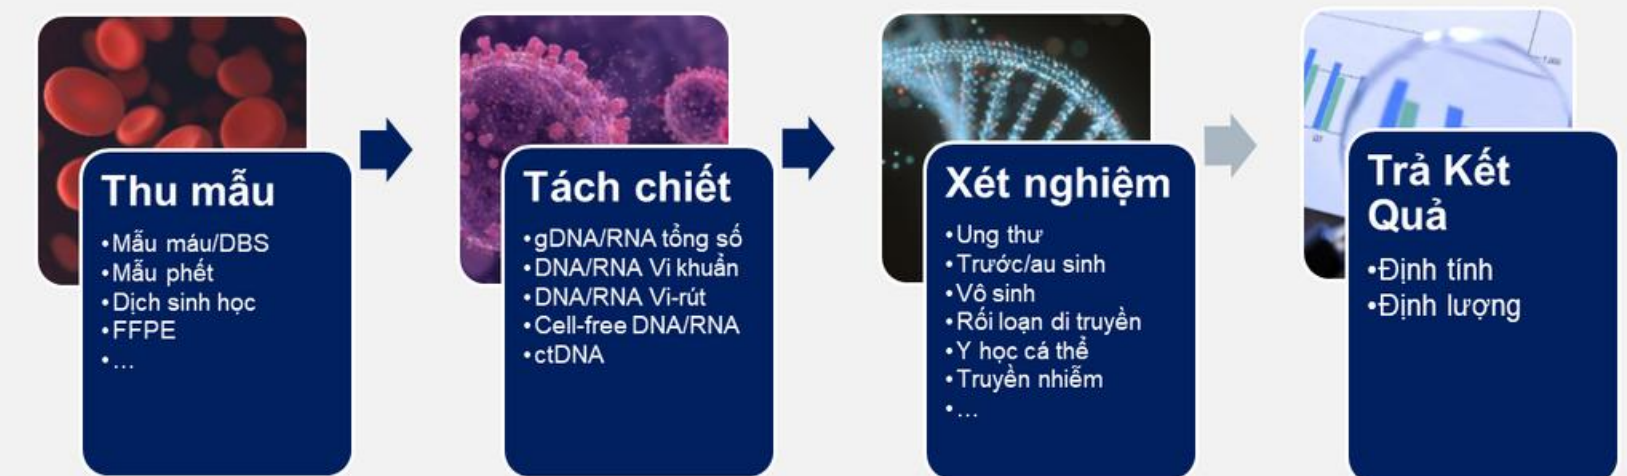 Thu mẫu
•Mẫu máu/DBS
•Mẫu phết
•Dịch sinh học
•FFPE
•...
Tách chiết
•gDNA/RNA tổng số
•DNA/RNA Vi khuẩn
•DNA/RNA Vi-rút
•Cell-free DNA/RNA
•ctDNA
Xét nghiệm
•Ung thư
•Trước/au sinh
•Vô sinh
•Rối loạn di truyền
•Y học cá thể
•Truyền nhiễm
•...
Trả Kết
Quả
•Định tính
•Định lượng